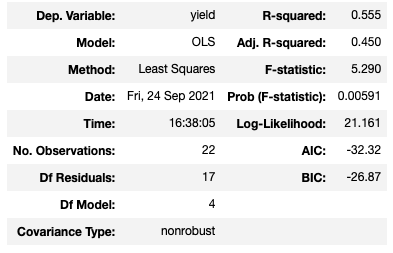 Dep. Variable: yield R-squared: 0.555
Model: OLS Adj. R-squared: 0.450
Method: Least Squares F-statistic: 5.290
Date: Fri, 24 Sep 2021 Prob (F-statistic): 0.00591
Time: 16:38:05 Log-Likelihood: 21.161
No. Observations: 22 AIC: -32.32
Df Residuals: 17 BIC: -26.87
Df Model: 4
Covariance Type: nonrobust